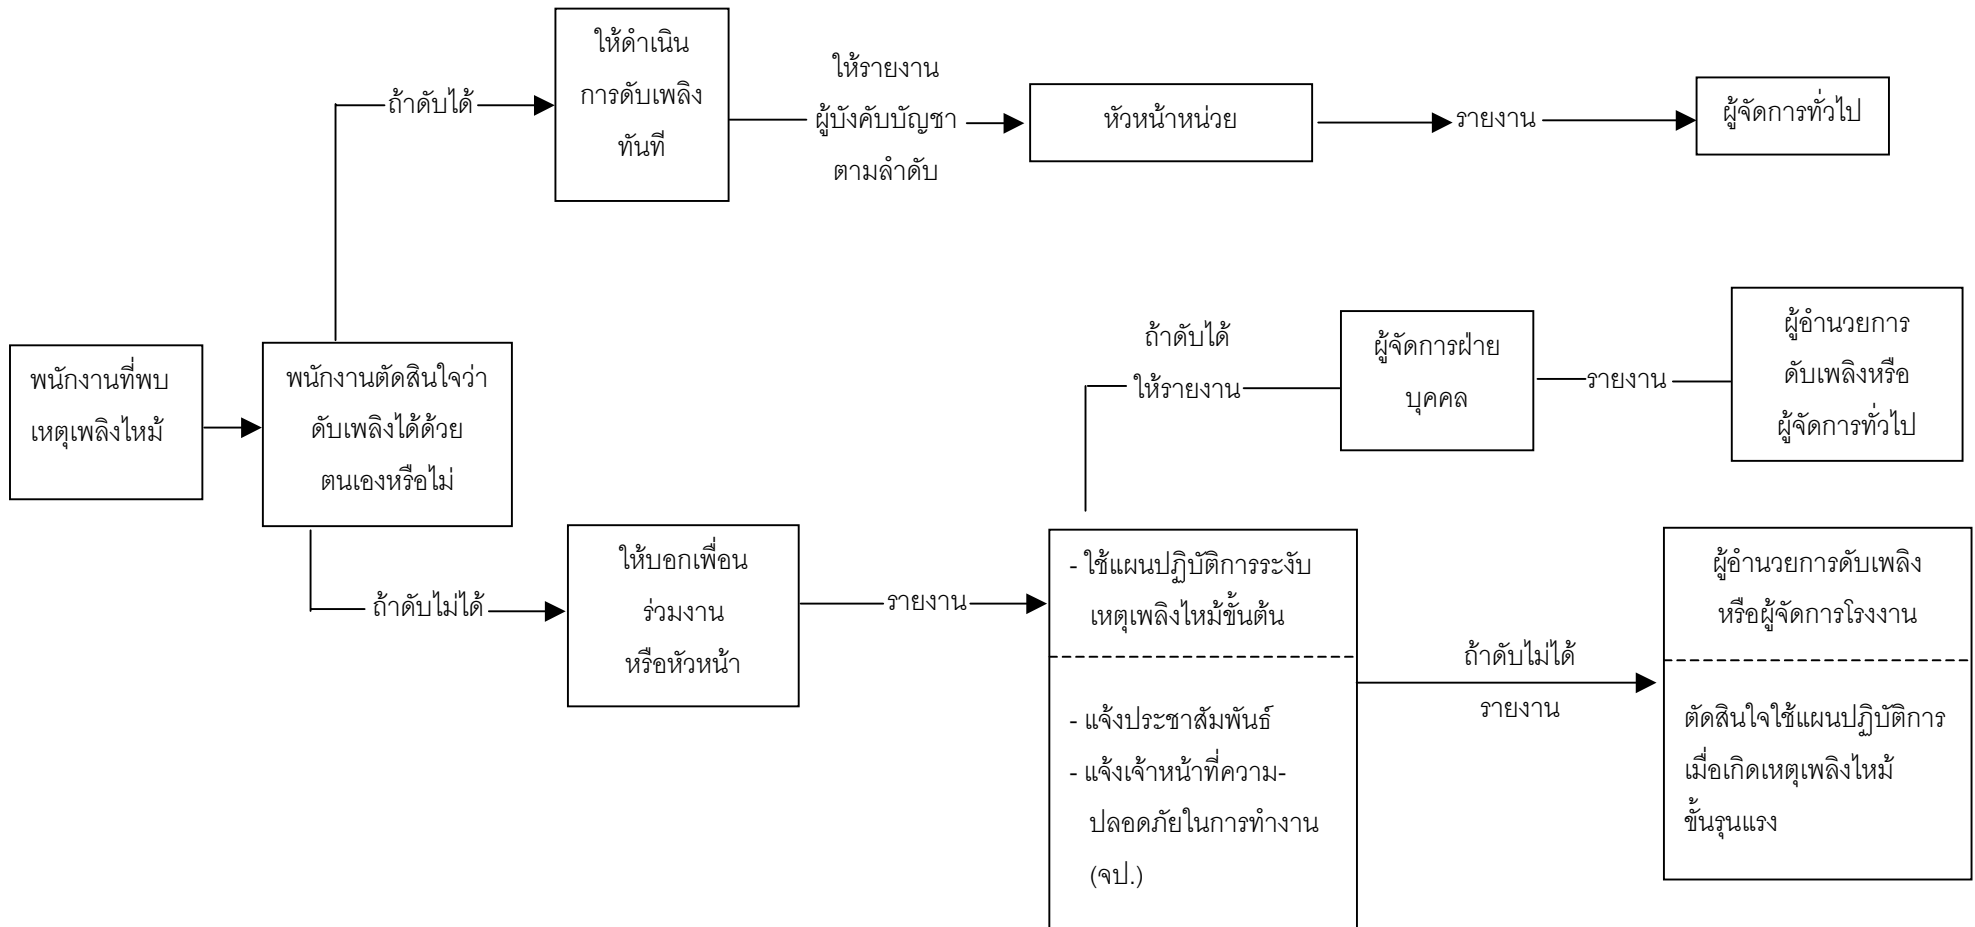 ให้ดำเนิน
การดับเพลิง
ทันที
ถ้าดับได้
ให้รายงาน
ผู้บังคับบัญชา
ตามลำดับ
หัวหน้าหน่วย
รายงาน
ผู้จัดการทั่วไป
พนักงานที่พบ
เหตุเพลิงไหม้
พนักงานตัดสินใจว่า
ดับเพลิงได้ด้วย
ตนเองหรือไม่
ถ้าดับได้
ให้รายงาน
ผู้จัดการฝ่าย
บุคคล
รายงาน
ผู้อำนวยการ
ดับเพลิงหรือ
ผู้จัดการทั่วไป
ถ้าดับไม่ได้
ให้บอกเพื่อน
ร่วมงาน
หรือหัวหน้า
รายงาน
- ใช้แผนปฏิบัติการระงับ
เหตุเพลิงไหม้ขั้นต้น
- แจ้งประชาสัมพันธ์
- แจ้งเจ้าหน้าที่ความ-
ปลอดภัยในการทำงาน
(จป.)
ถ้าดับไม่ได้
รายงาน
ผู้อำนวยการดับเพลิง
หรือผู้จัดการโรงงาน
ตัดสินใจใช้แผนปฏิบัติการ
เมื่อเกิดเหตุเพลิงไหม้
ขั้นรุนแรง